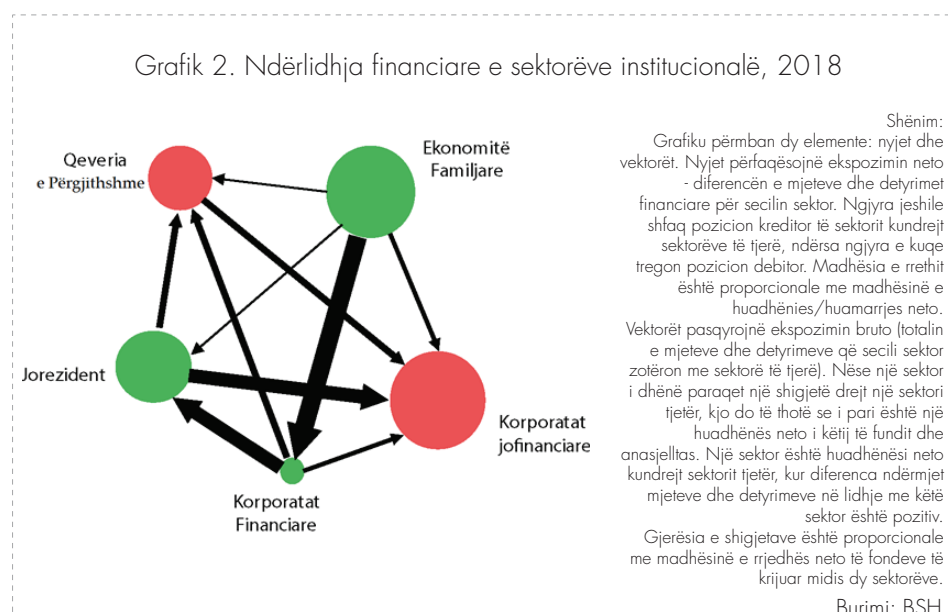 Grafik 2. Ndërlidhja financiare e sektorëve institucionalë, 2018
Qeveria
e Përgjithshme
Ekonomitë
Familjare
Jorezident
Korporatat
jofinanciare
Korporatat
Financiare
Shënim:
Grafiku përmban dy elemente: nyjet dhe
vektorët. Nyjet përfaqësojnë ekspozimin neto
- diferencën e mjeteve dhe detyrimet
financiare për secilin sektor. Ngjyra jeshile
shfaq pozicion kreditor të sektorit kundrejt
sektorëve të tjerë, ndërsa ngjyra e kuqe
tregon pozicion debitor. Madhësia e rrethit
është proporcionale me madhësinë e
huadhënies/huamarrjes neto.
Vektorët pasqyrojnë ekspozimin bruto (totalin
e mjeteve dhe detyrimeve që secili sektor
zotëron me sektorë të tjerë). Nëse një sektor
i dhënë paraqet një shigjetë drejt një sektori
tjetër, kjo do të thotë se i pari është një
huadhënës neto i këtij të fundit dhe
anasjelltas. Një sektor është huadhënësi neto
kundrejt sektorit tjetër, kur diferenca ndërmjet
mjeteve dhe detyrimeve në lidhje me këtë
sektor është pozitiv.
Gjerësia e shigjetave është proporcionale
me madhësinë e rrjedhës neto të fondeve të
krijuar midis dy sektorëve.
Burimi: BSH